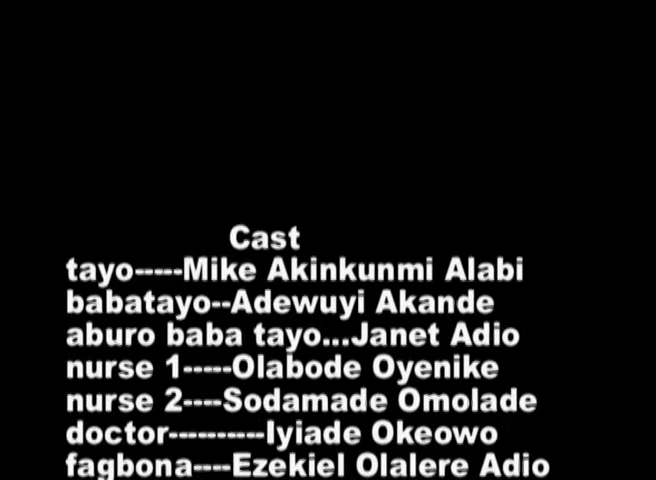 Cast
tayo-----Mike Akinkunmi Alabi
babatayo--Adewuyi Akande
aburo baba tayo...Janet Adio
nurse 1-----Olabode Oyenike
nurse 2----Sodamade Omolade
doctor----------Iyiade Okeowo
fagbona----Ezekiel Olalere Adio